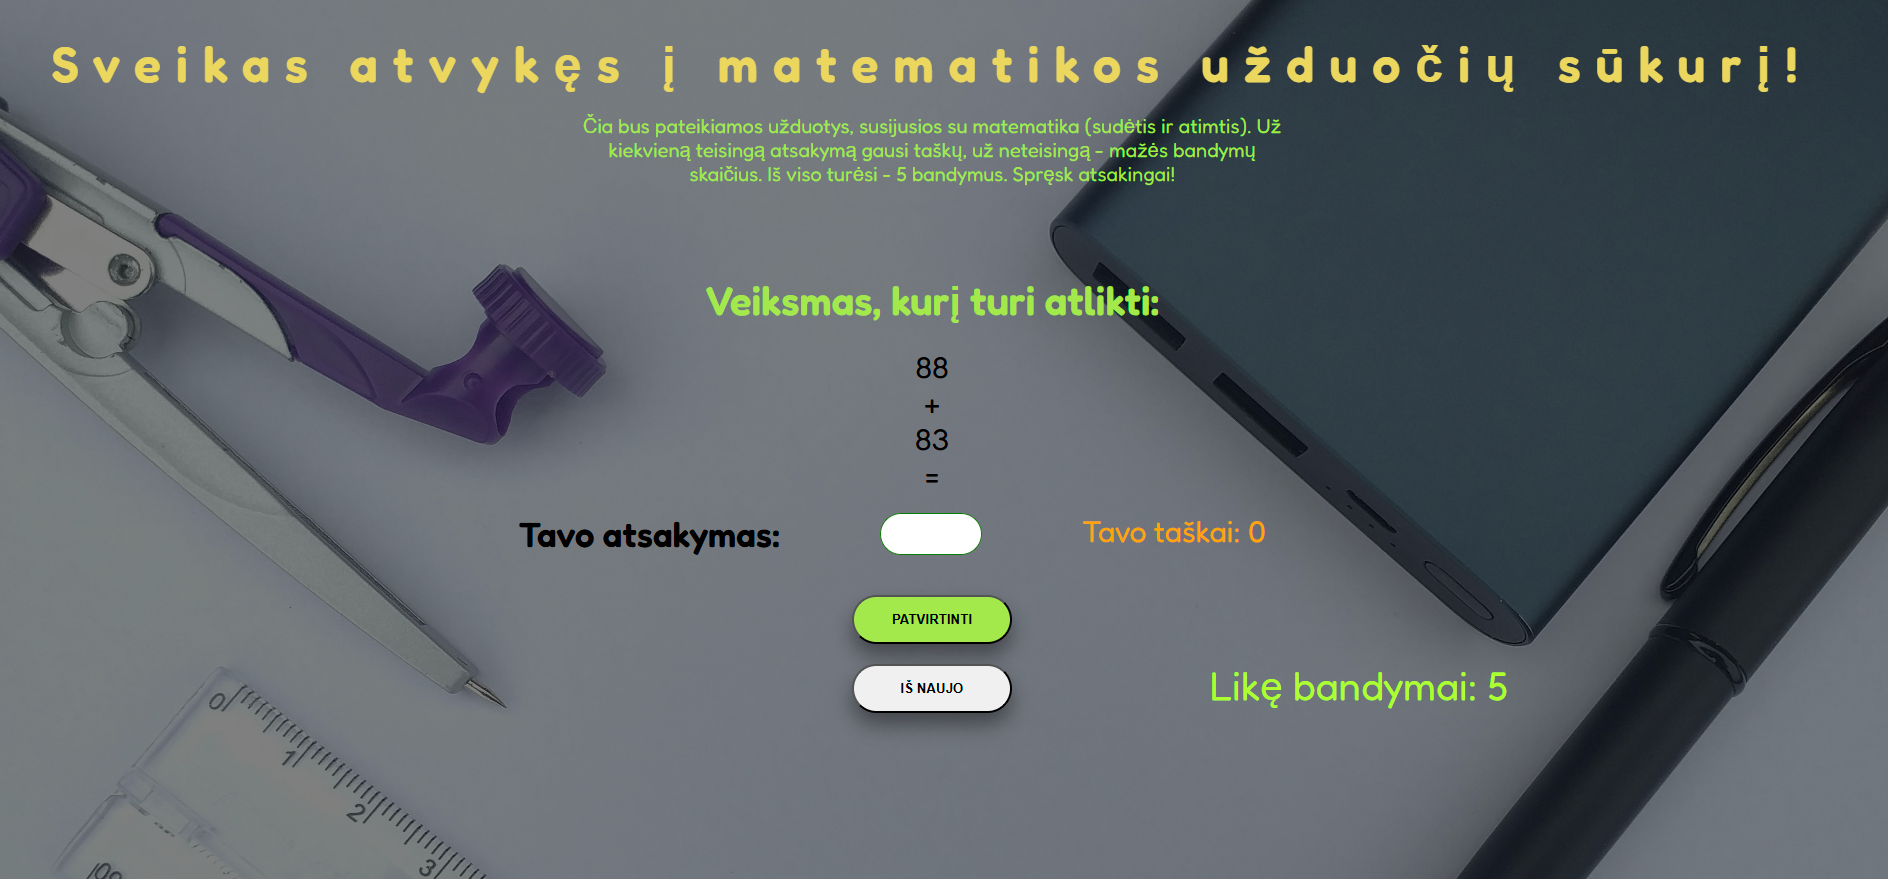 Sveikas atvykęs į matematikos užduočių sūkurį!
Čia bus pateikiamos užduotys, susijusios su matematika (sudėtis ir atimtis). Už
kiekvieną teisingą atsakymą gausi taškų, už neteisingą - mažės bandymų
skaičius. Iš viso turėsi - 5 bandymus. Spręsk atsakingai!
Veiksmas, kurį turi atlikti:
88
+
83
=
Tavo atsakymas:
Tavo taškai: 0
PATVIRTINTI
IŠ NAUJO
Likę bandymai: 5
0
1
2
3